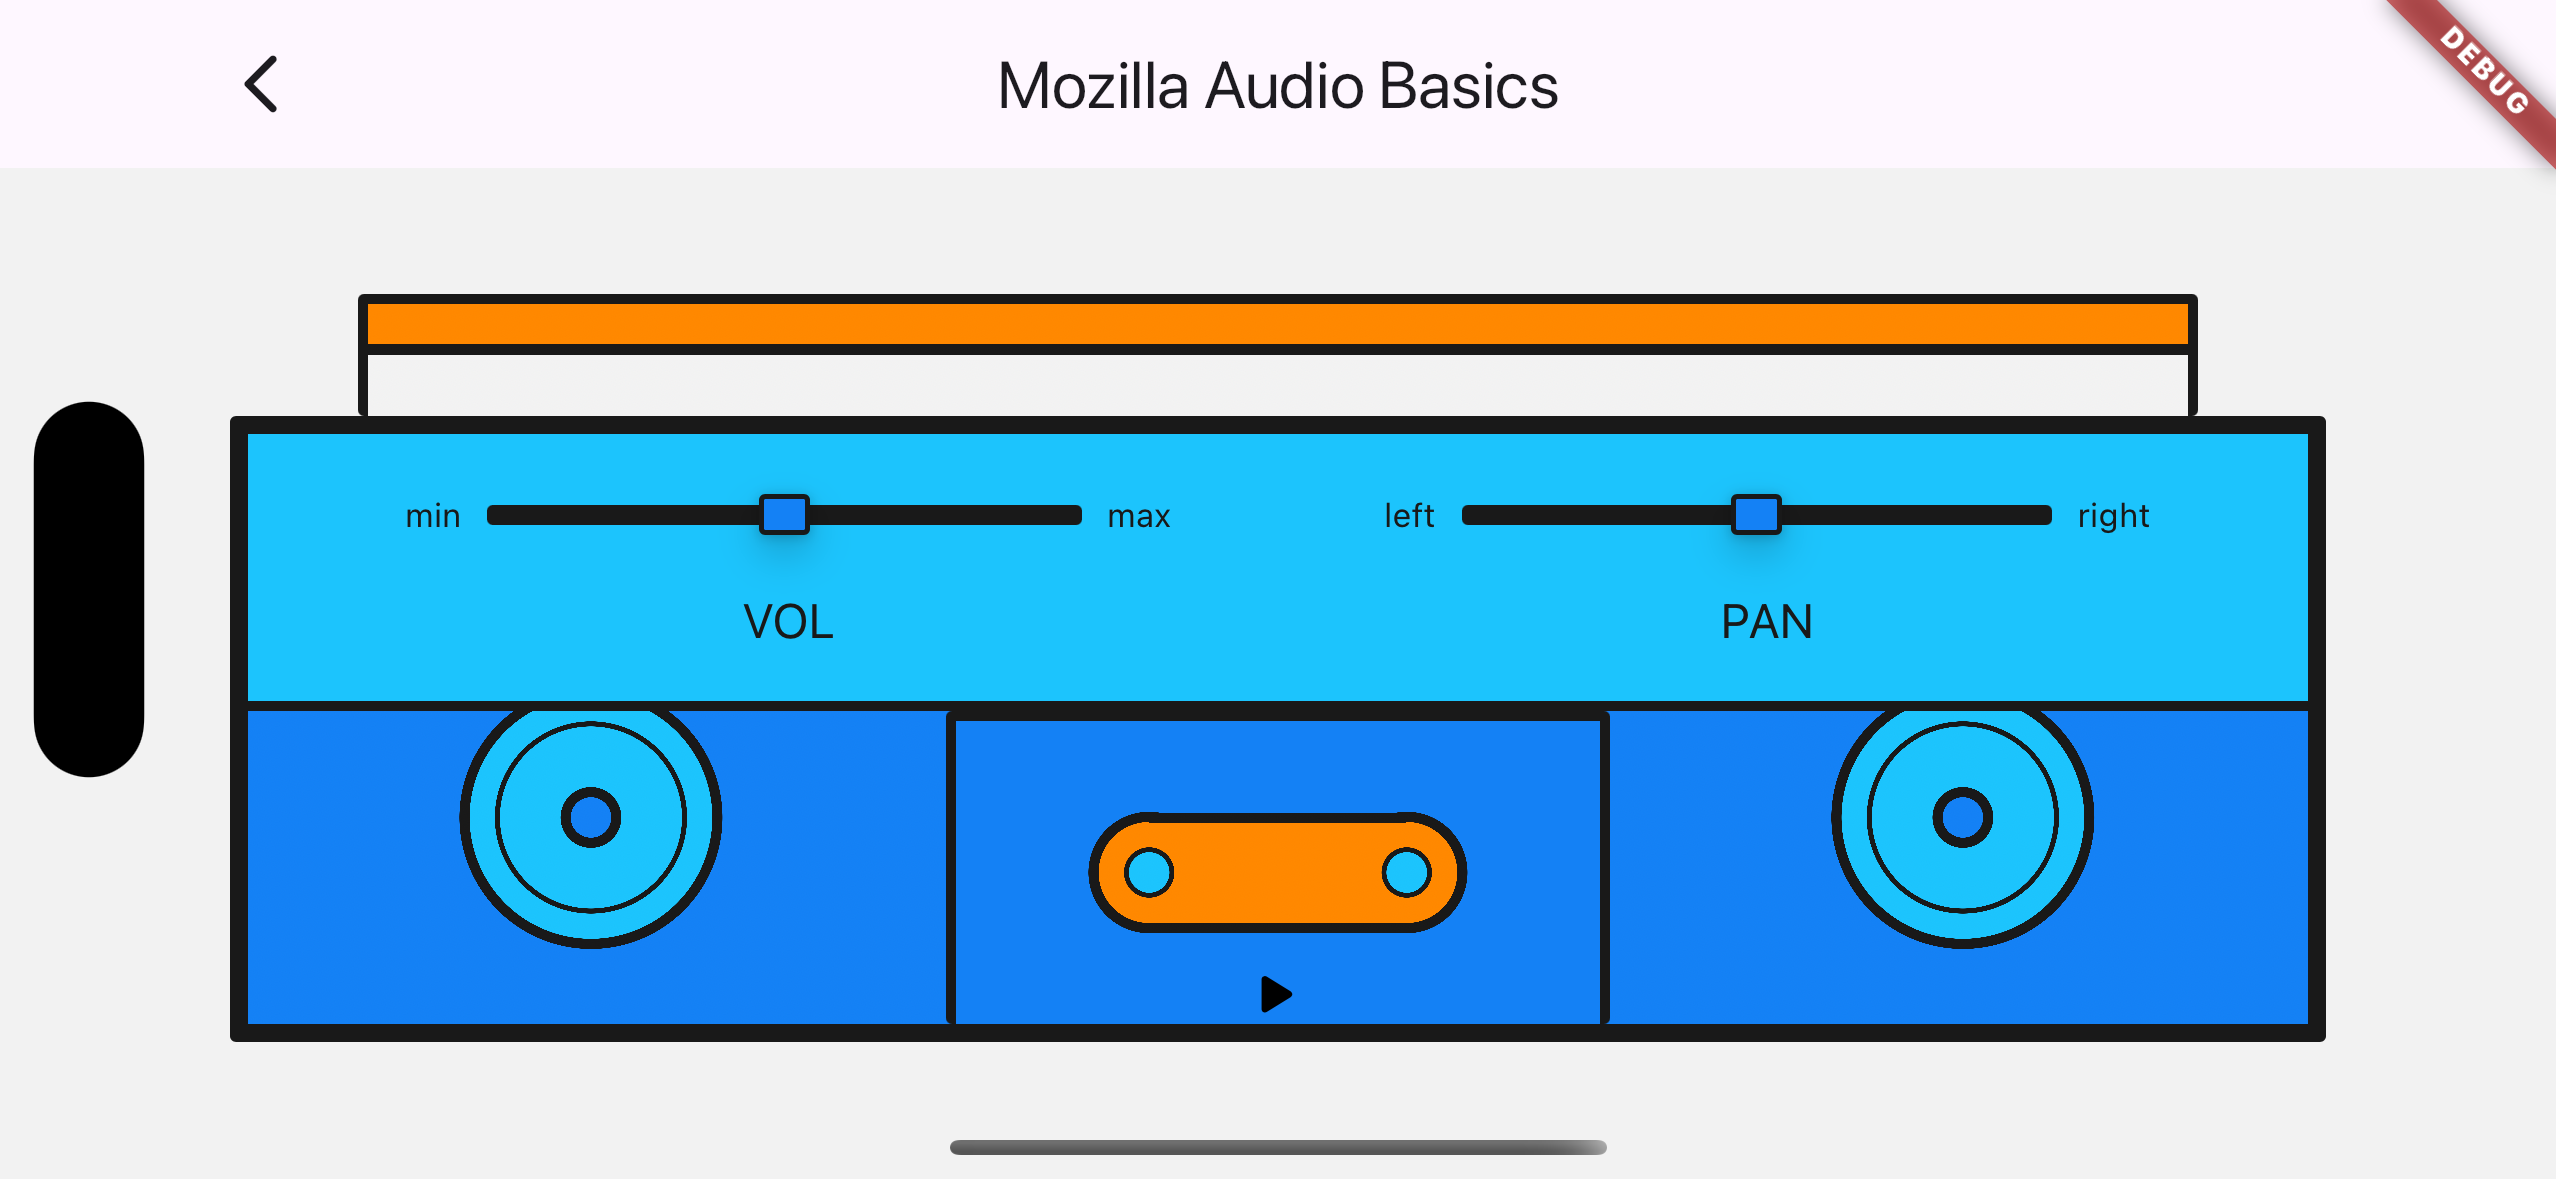 Mozilla Audio Basics
DEBUG
min
max
left
right
VOL
PAN